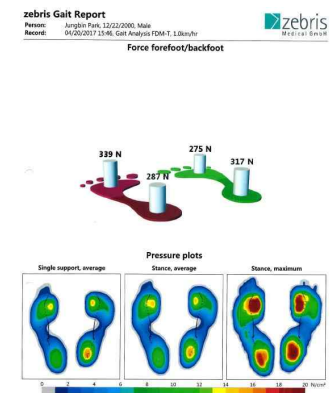 zebris Gait Report
zebris
Medical GmbH
Person: Jungbin Park, 12/22/2000, Male
Record: 04/20/2017 15:46, Gait Analysis FDM-T, 1.0km/hr
Force forefoot/backfoot
339 N
275 N
287 N
317 N
Pressure plots
Single support, average
Stance, average
Stance, maximum
0 2 4 6 8 10 12 14 16 18 20 N/cm²